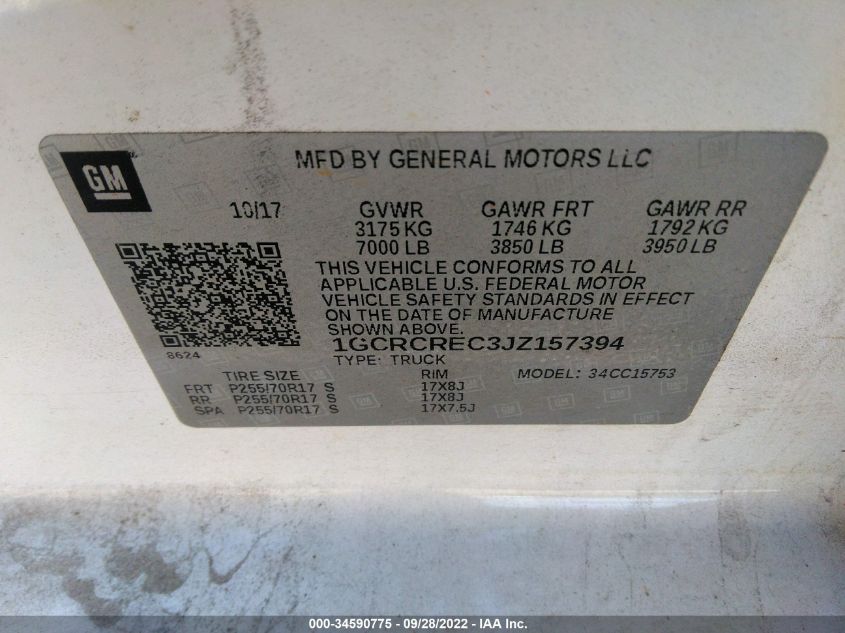 GM
MFD BY GENERAL MOTORS LLC
10/17 GVWR GAWR FRT GAWR RR
3175 KG 1746 KG 1792 KG
7000 LB 3850 LB 3950 LB
THIS VEHICLE CONFORMS TO ALL
APPLICABLE U.S. FEDERAL MOTOR
VEHICLE SAFETY STANDARDS IN EFFECT
ON THE DATE OF MANUFACTURE
SHOWN ABOVE.
8624
1GCRCREC3JZ157394
TYPE: TRUCK
TIRE SIZE RIM MODEL: 34CC15753
FRT P255/70R17 S 17X8J
RR P255/70R17 S 17X8J
SPA P255/70R17 S 17X7.5J
000-34590775 - 09/28/2022 - IAA Inc.